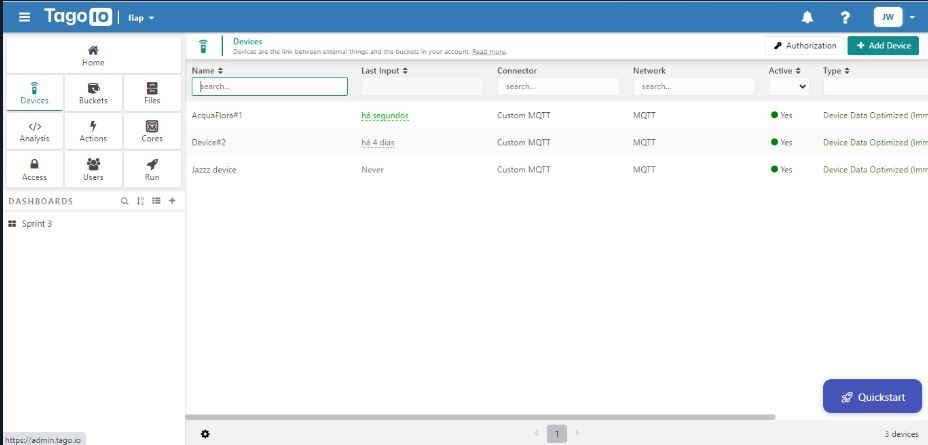 Tago IO fiap JW
Home
Devices Buckets Files
Analysis Actions Cores
Access Users Run
DASHBOARDS
Sprint 3
Devices
Devices are the link between external things and the buckets in your account. Read more.
Authorization + Add Device
Name Last Input Connector Network Active Type
search... search... search...
AcquaFlora#1 há segundos Custom MQTT MQTT Yes Device Data Optimized (Imm
Device#2 há 4 dias Custom MQTT MQTT Yes Device Data Optimized (Imm
Jazzz device Never Custom MQTT MQTT Yes Device Data Optimized (Imm
Quickstart
1 3 devices
https://admin.tago.io